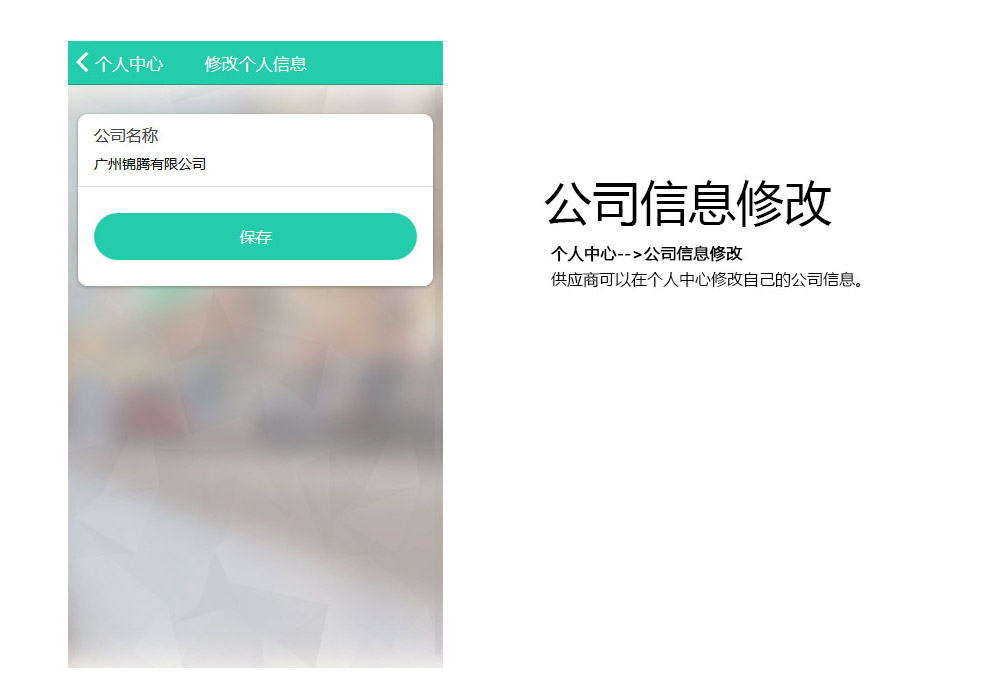 个人中心 修改个人信息
公司名称
广州锦腾有限公司
保存
公司信息修改
个人中心-->公司信息修改
供应商可以在个人中心修改自己的公司信息。